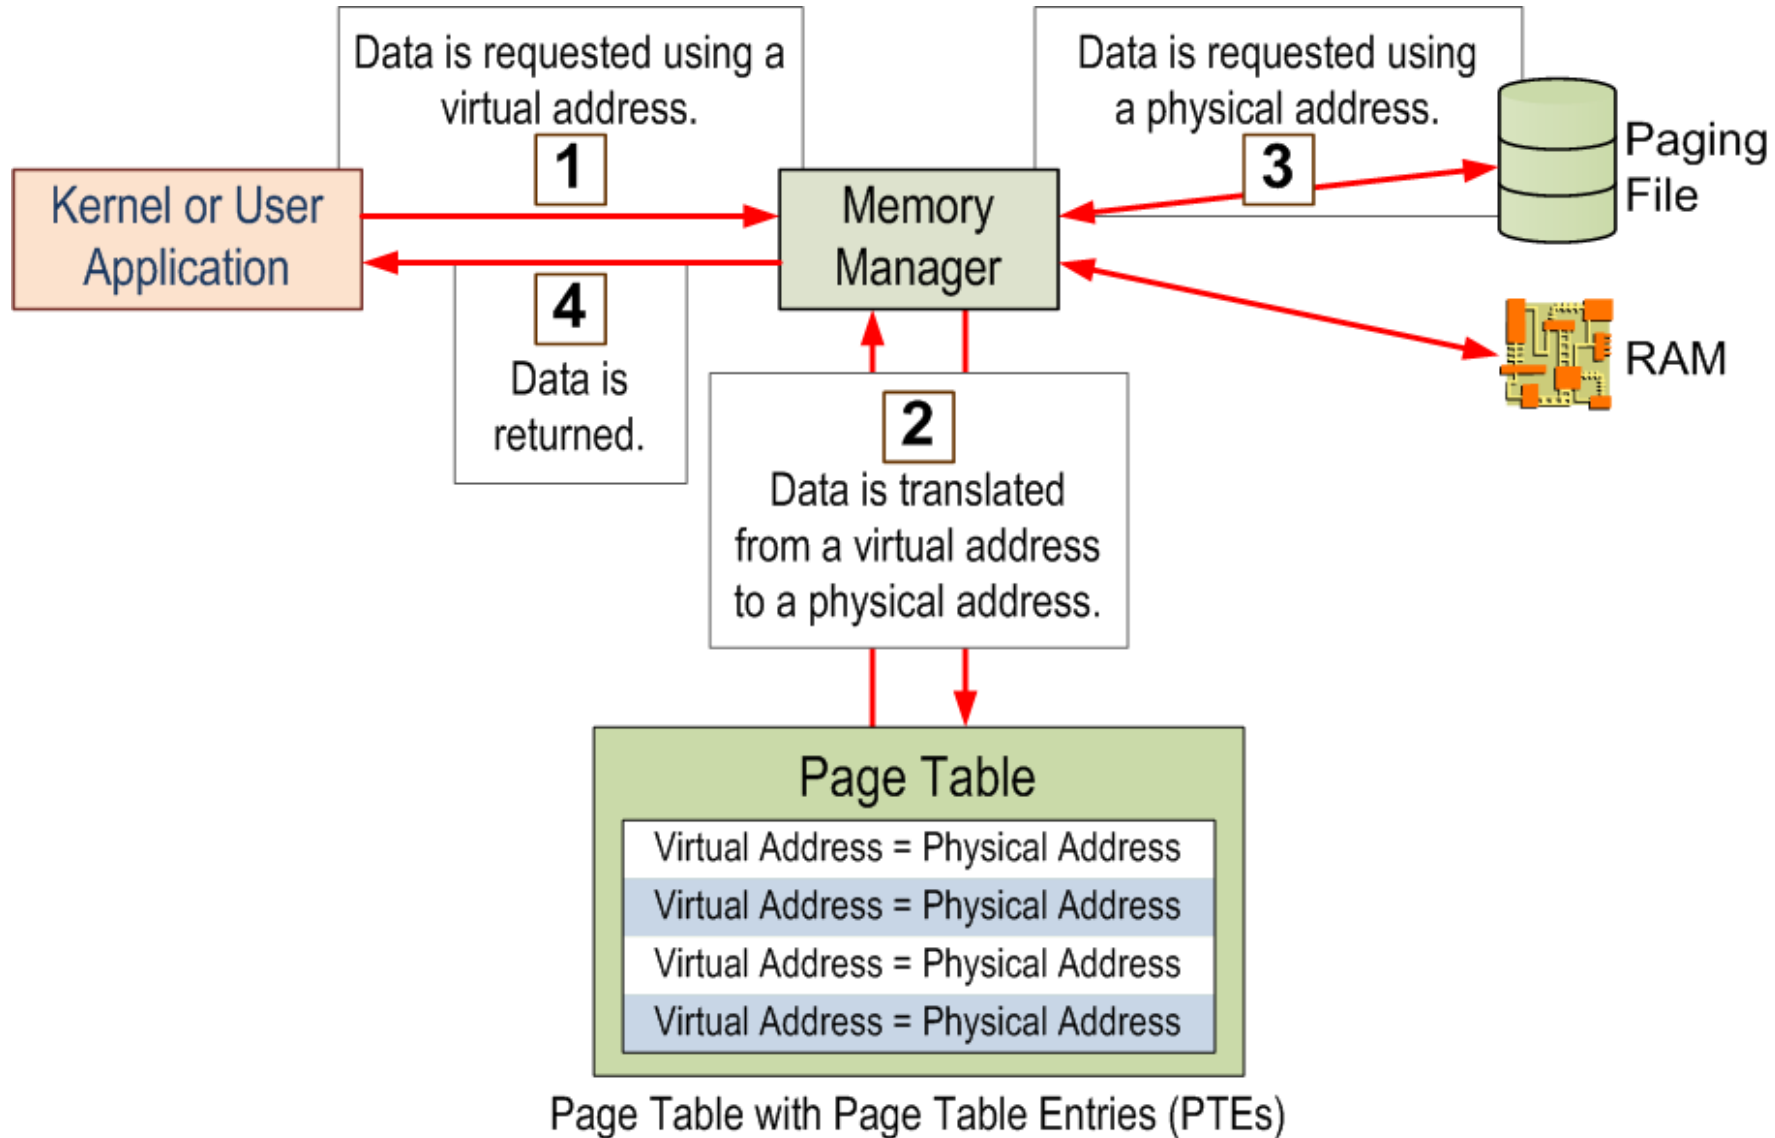 Data is requested using a
virtual address.
1
Data is requested using
a physical address.
3
Paging
File
Kernel or User
Application
Memory
Manager
4
Data is
returned.
RAM
2
Data is translated
from a virtual address
to a physical address.
Page Table
Virtual Address = Physical Address
Virtual Address = Physical Address
Virtual Address = Physical Address
Virtual Address = Physical Address
Page Table with Page Table Entries (PTEs)